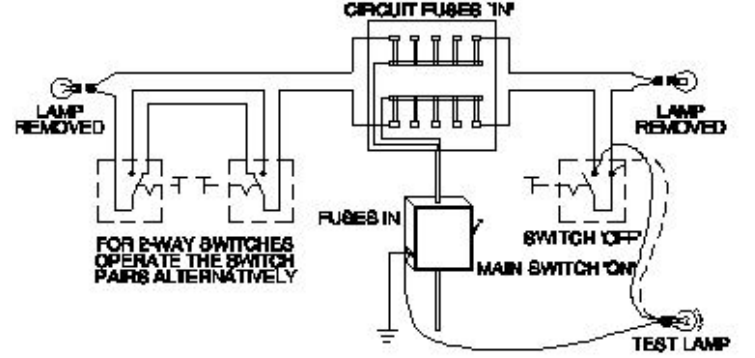 CIRCUIT FUSES 'IN'
LAMP
REMOVED
LAMP
REMOVED
FUSES IN
SWITCH 'OFF'
FOR 2-WAY SWITCHES
OPERATE THE SWITCH
PAIRS ALTERNATIVELY
MAIN SWITCH 'ON'
TEST LAMP